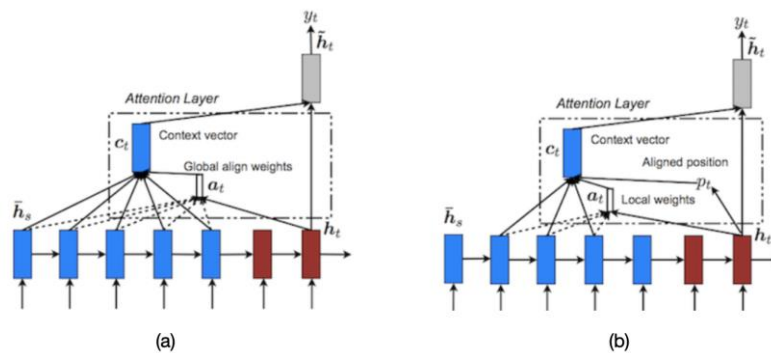 y_t
h̃_t
Attention Layer
c_t
Context vector
Global align weights
a_t
h̄_s
h_t
(a)
y_t
h̃_t
Attention Layer
c_t
Context vector
Aligned position
p_t
a_t
Local weights
h̄_s
h_t
(b)